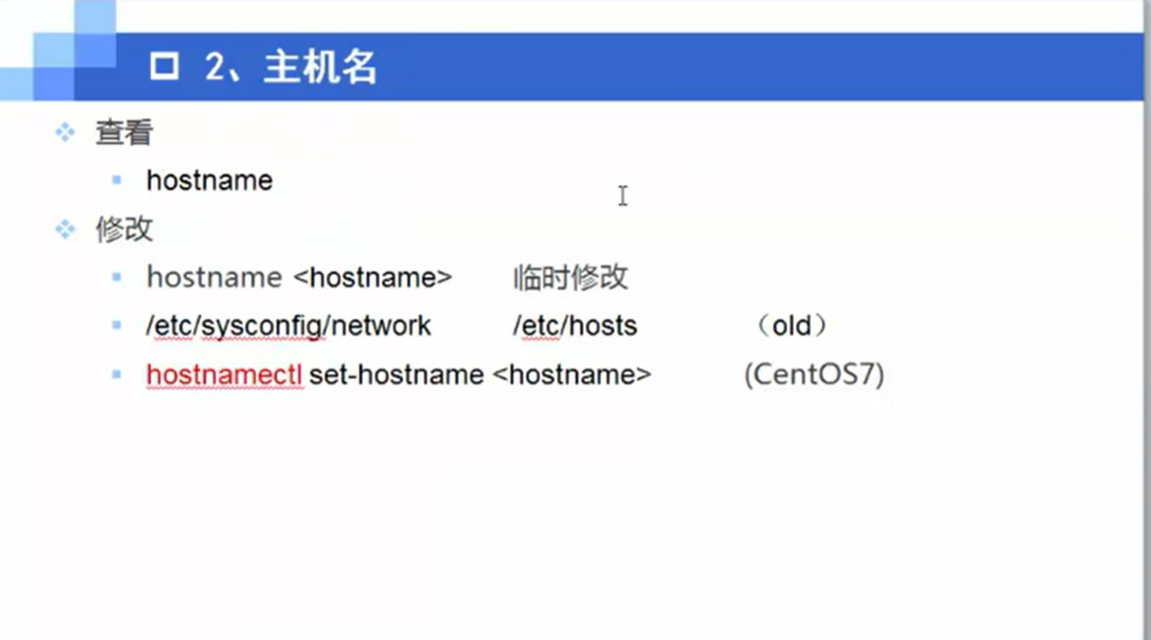 2、主机名
查看
hostname
修改
hostname <hostname> 临时修改
/etc/sysconfig/network /etc/hosts （old）
hostnamectl set-hostname <hostname> (CentOS7)